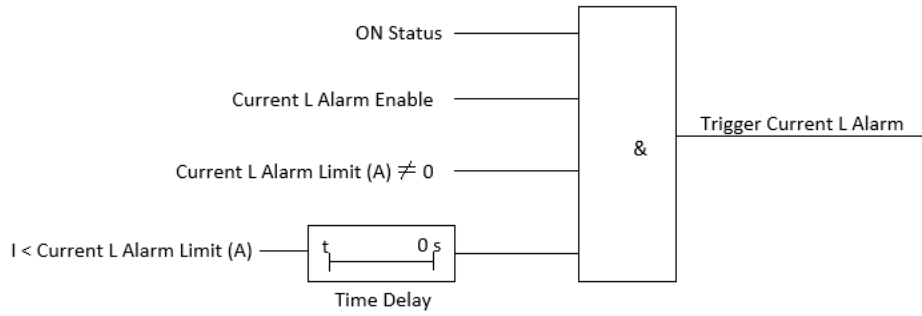 ON Status
Current L Alarm Enable
Trigger Current L Alarm
&
Current L Alarm Limit (A) ≠ 0
I < Current L Alarm Limit (A)
t 0 s
Time Delay